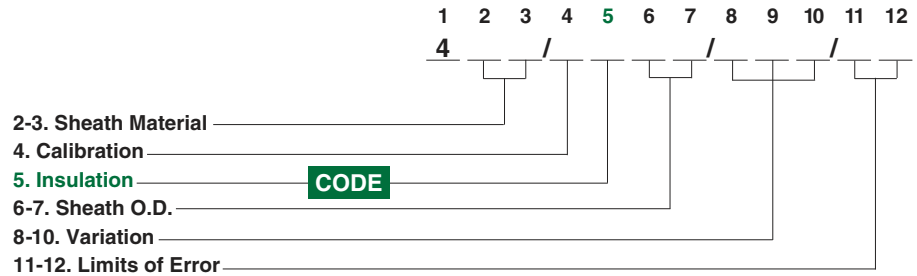 1 2 3 4 5 6 7 8 9 10 11 12
4 / / /
2-3. Sheath Material
4. Calibration
5. Insulation CODE
6-7. Sheath O.D.
8-10. Variation
11-12. Limits of Error